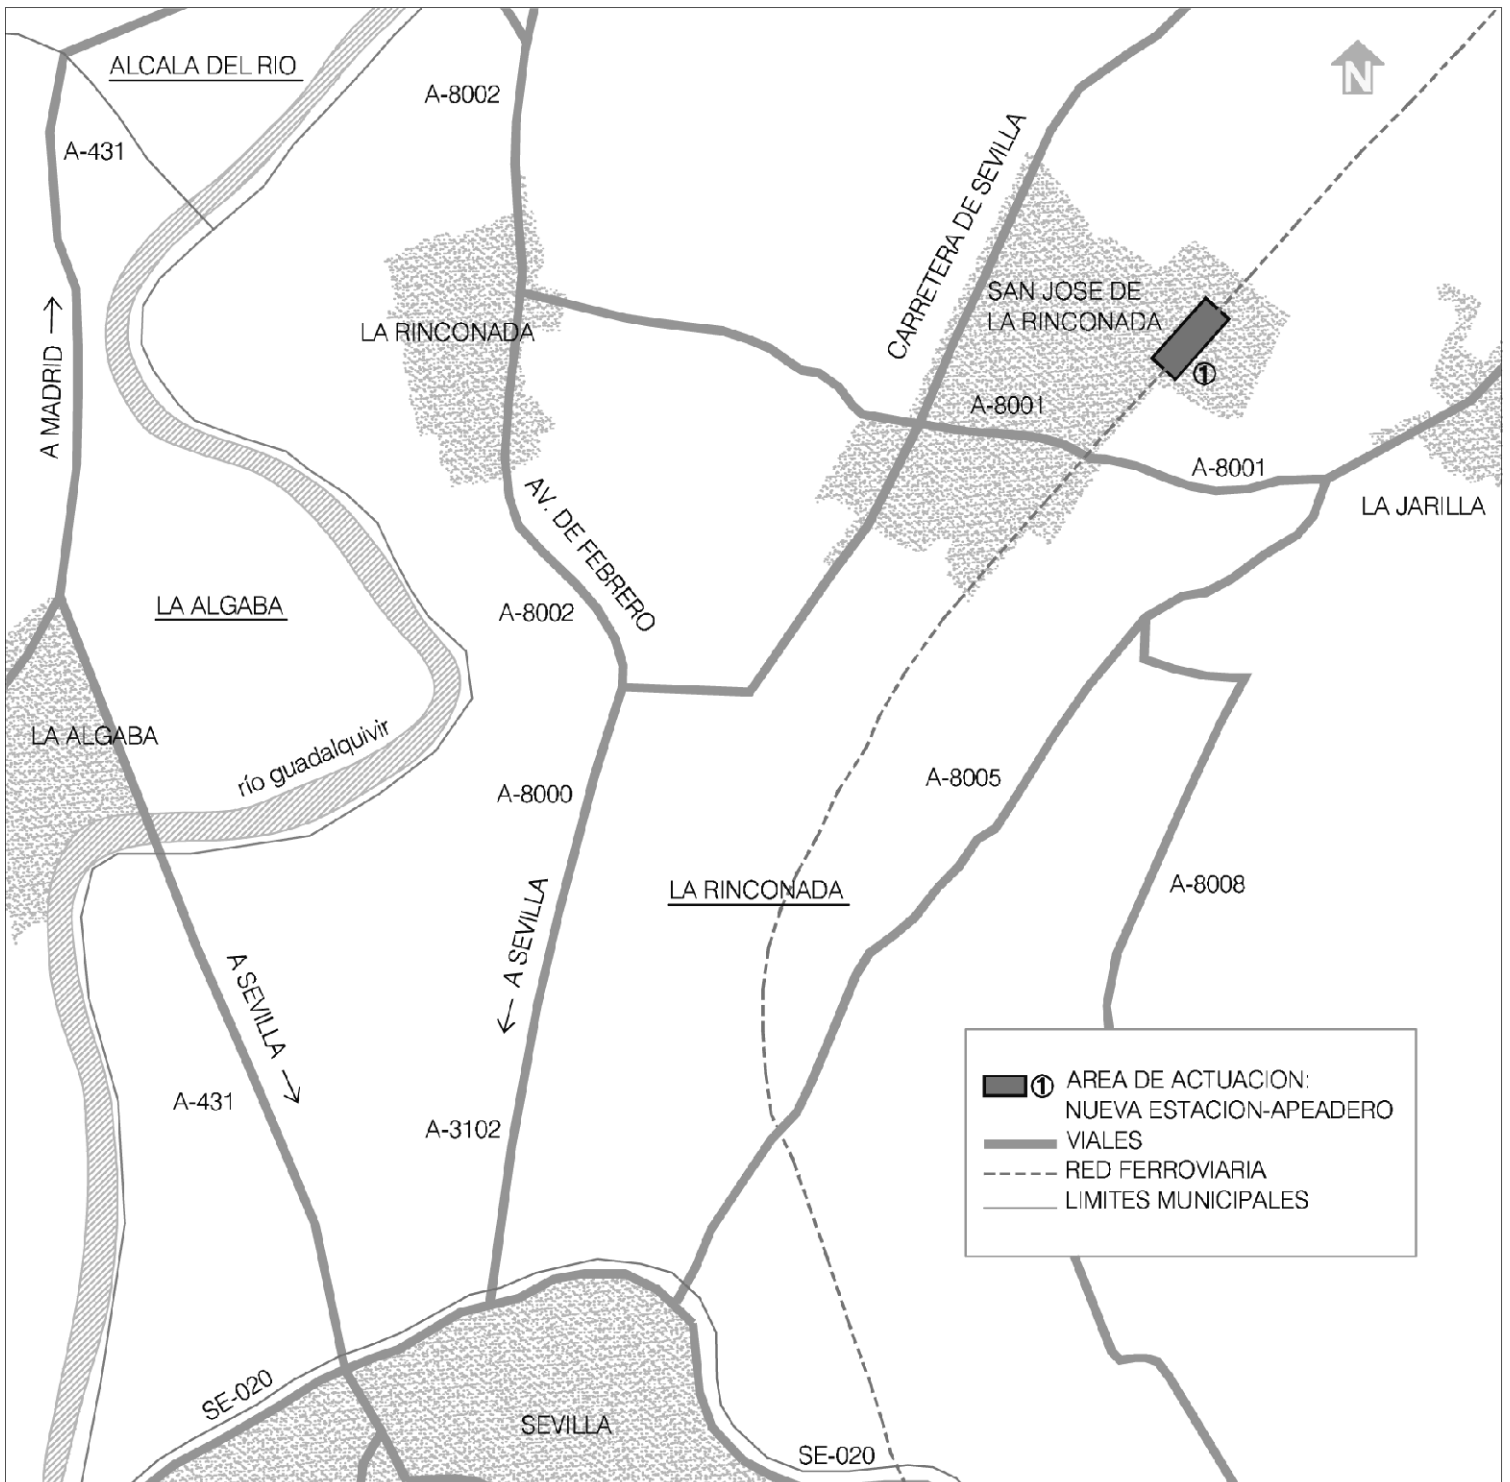 ALCALA DEL RIO
N
A-8002
A-431
CARRETERA DE SEVILLA
SAN JOSE DE
LA RINCONADA
LA RINCONADA
①
A MADRID
A-8001
A-8001
LA JARILLA
AV. DE FEBRERO
LA ALGABA
A-8002
LA ALGABA
río guadalquivir
A-8000
A-8005
LA RINCONADA
A-8008
A SEVILLA
A SEVILLA
A-431
A-3102
① AREA DE ACTUACION:
NUEVA ESTACION-APEADERO
VIALES
RED FERROVIARIA
LIMITES MUNICIPALES
SE-020
SEVILLA
SE-020